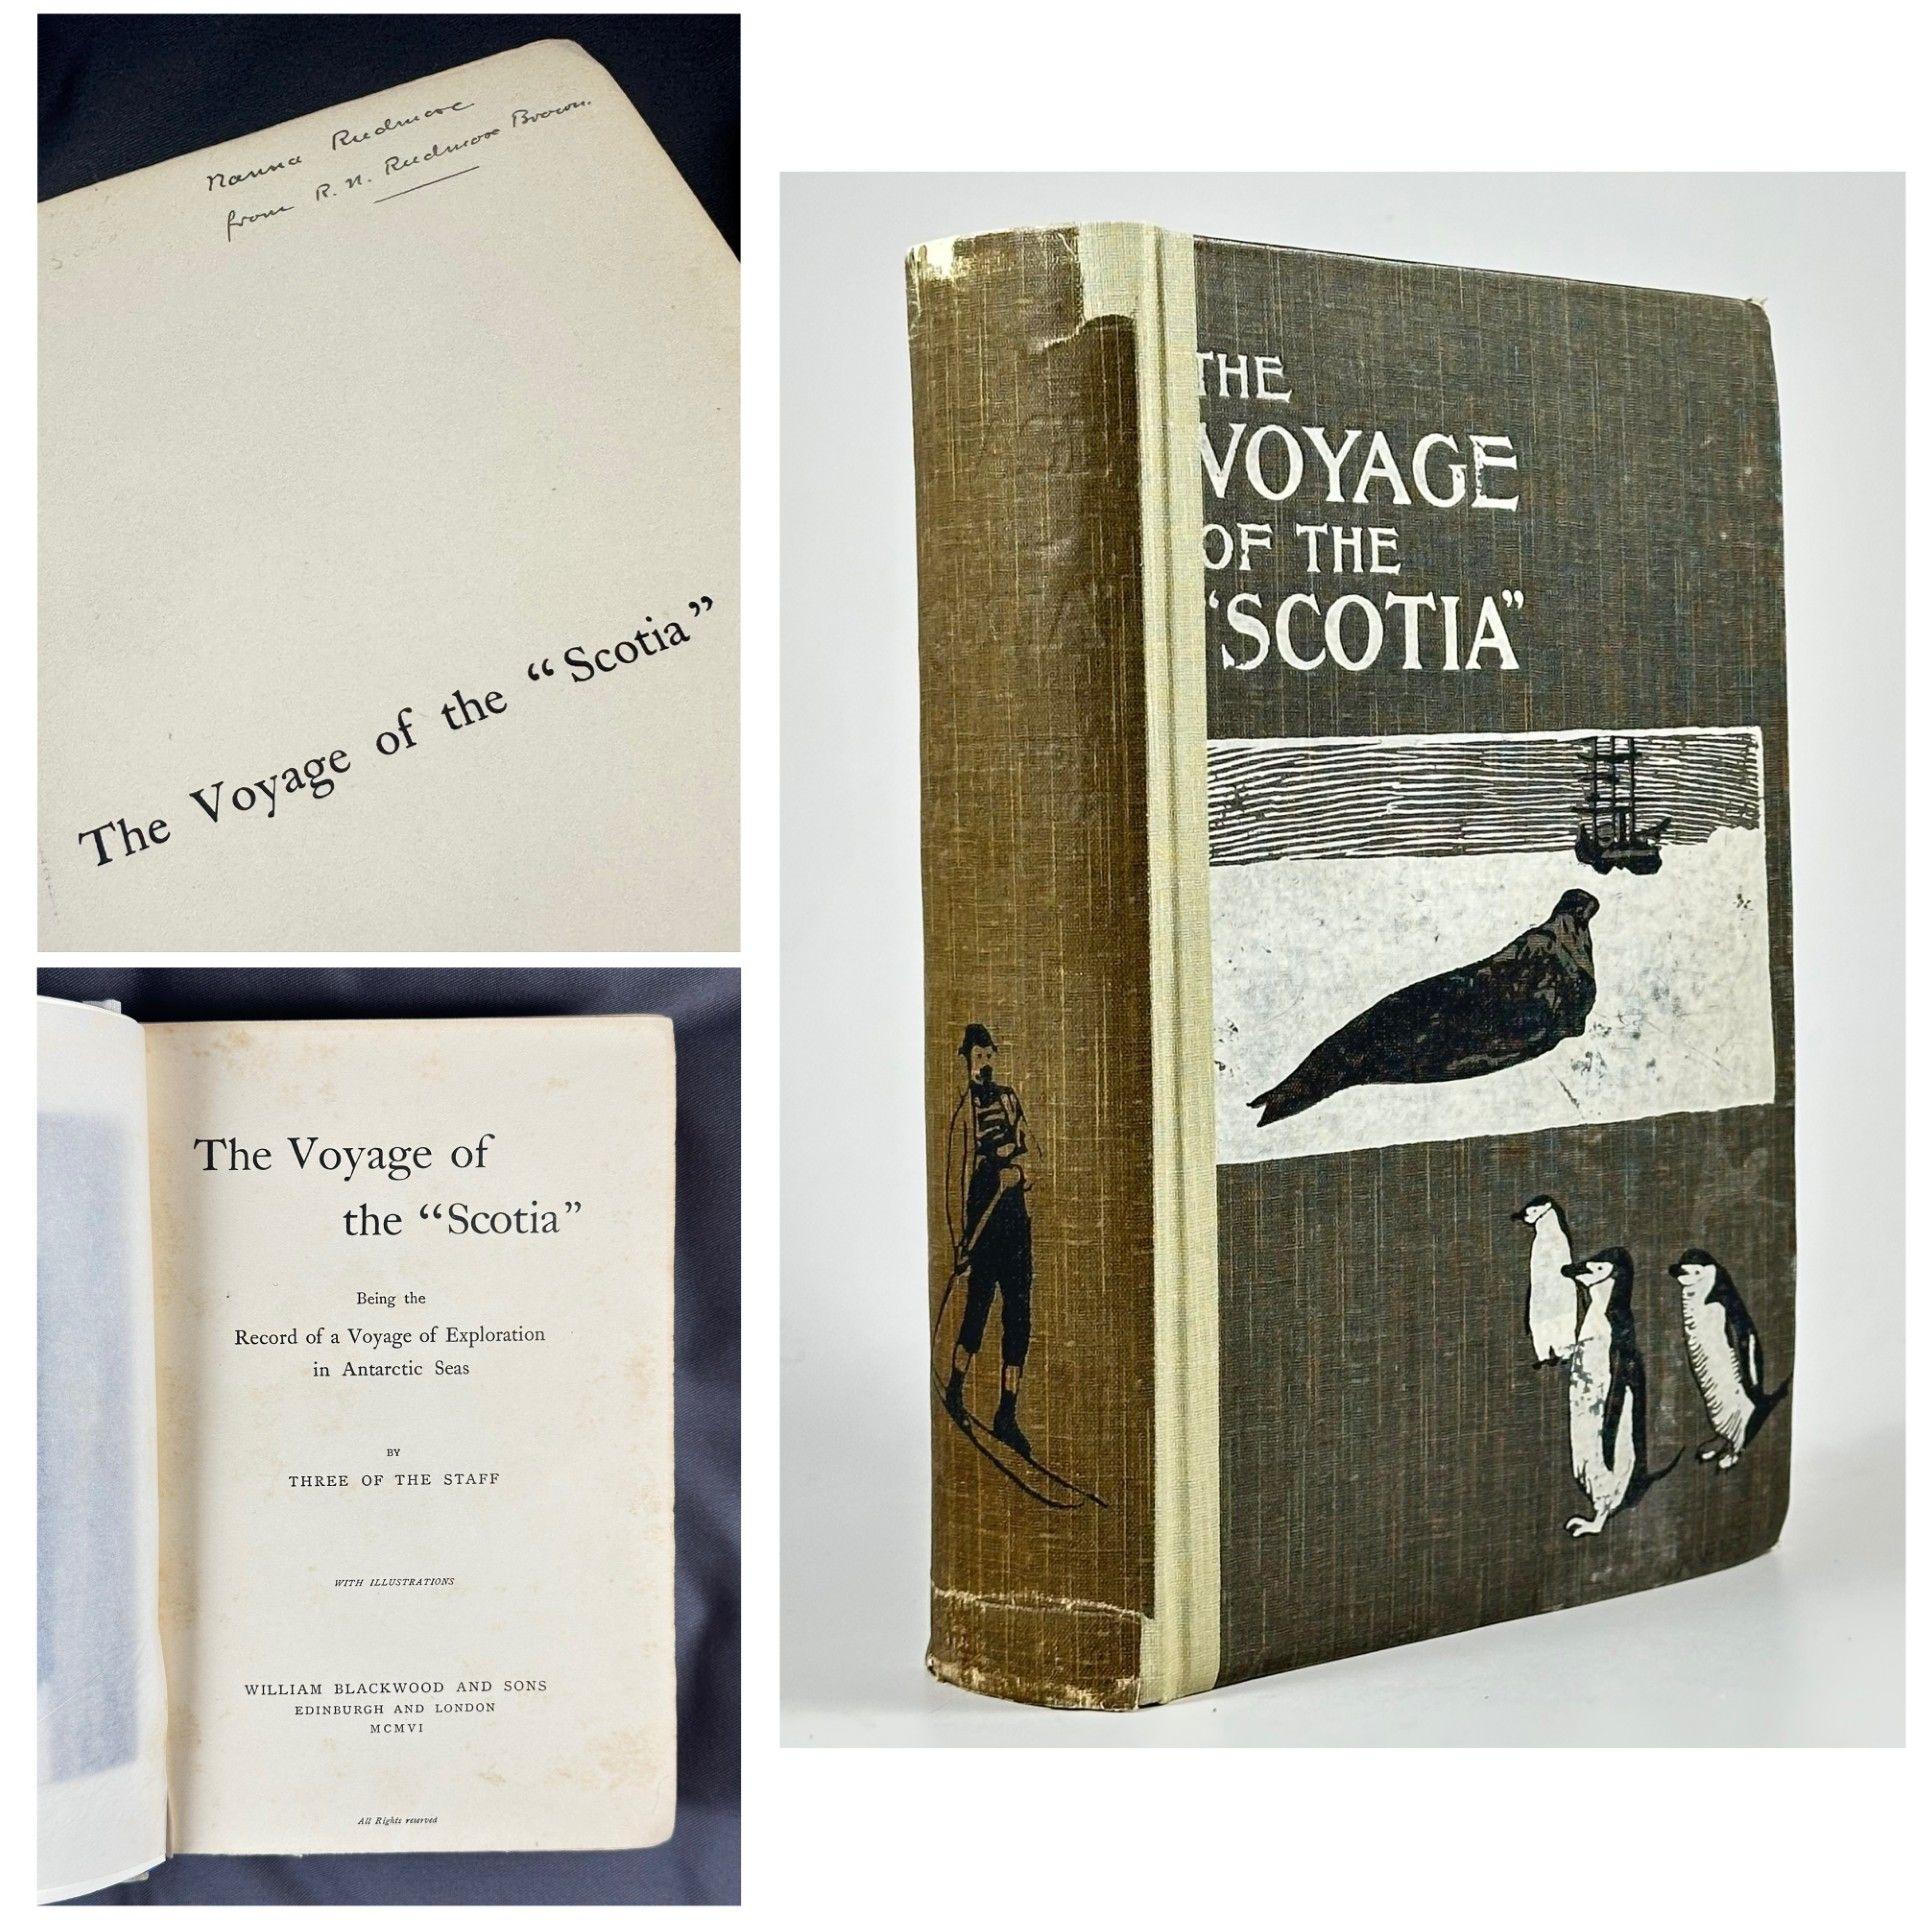 Nanna Rudmose
from R. N. Rudmose Brown.
The Voyage of the “Scotia”
The Voyage of
the “Scotia”
Being the
Record of a Voyage of Exploration
in Antarctic Seas
BY
THREE OF THE STAFF
WITH ILLUSTRATIONS
WILLIAM BLACKWOOD AND SONS
EDINBURGH AND LONDON
MCMVI
All Rights reserved
THE
VOYAGE
OF THE
“SCOTIA”